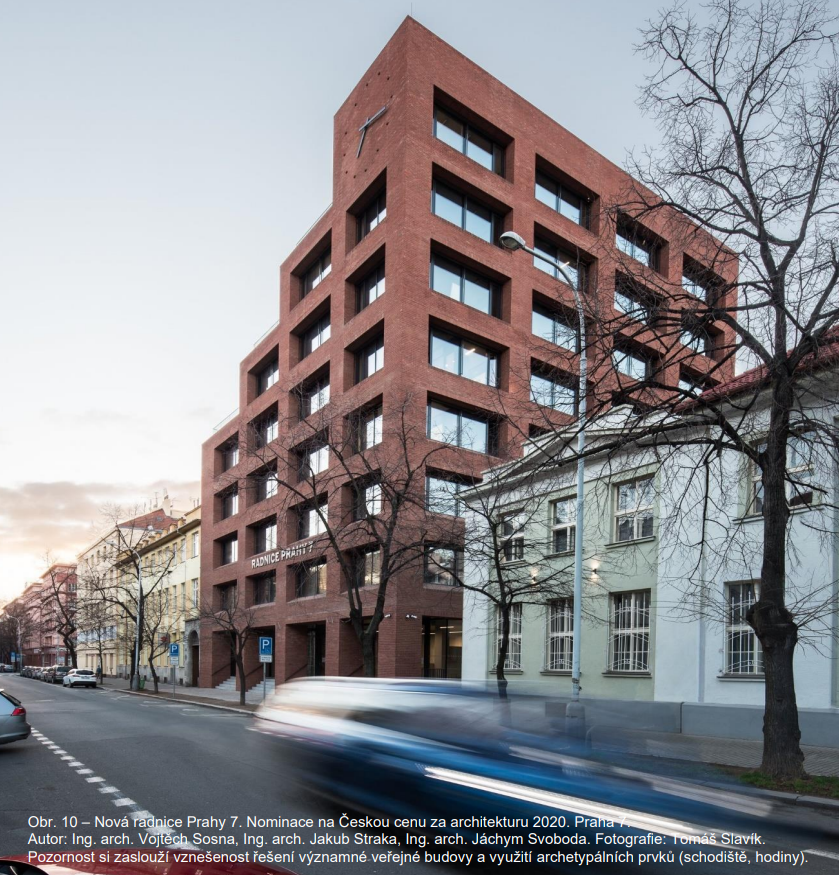 RADNICE PRAHY 7
P
P
Obr. 10 – Nová radnice Prahy 7. Nominace na Českou cenu za architekturu 2020. Praha 7.
Autor: Ing. arch. Vojtěch Sosna, Ing. arch. Jakub Straka, Ing. arch. Jáchym Svoboda. Fotografie: Tomáš Slavík.
Pozornost si zaslouží vznešenost řešení významné veřejné budovy a využití archetypálních prvků (schodiště, hodiny).